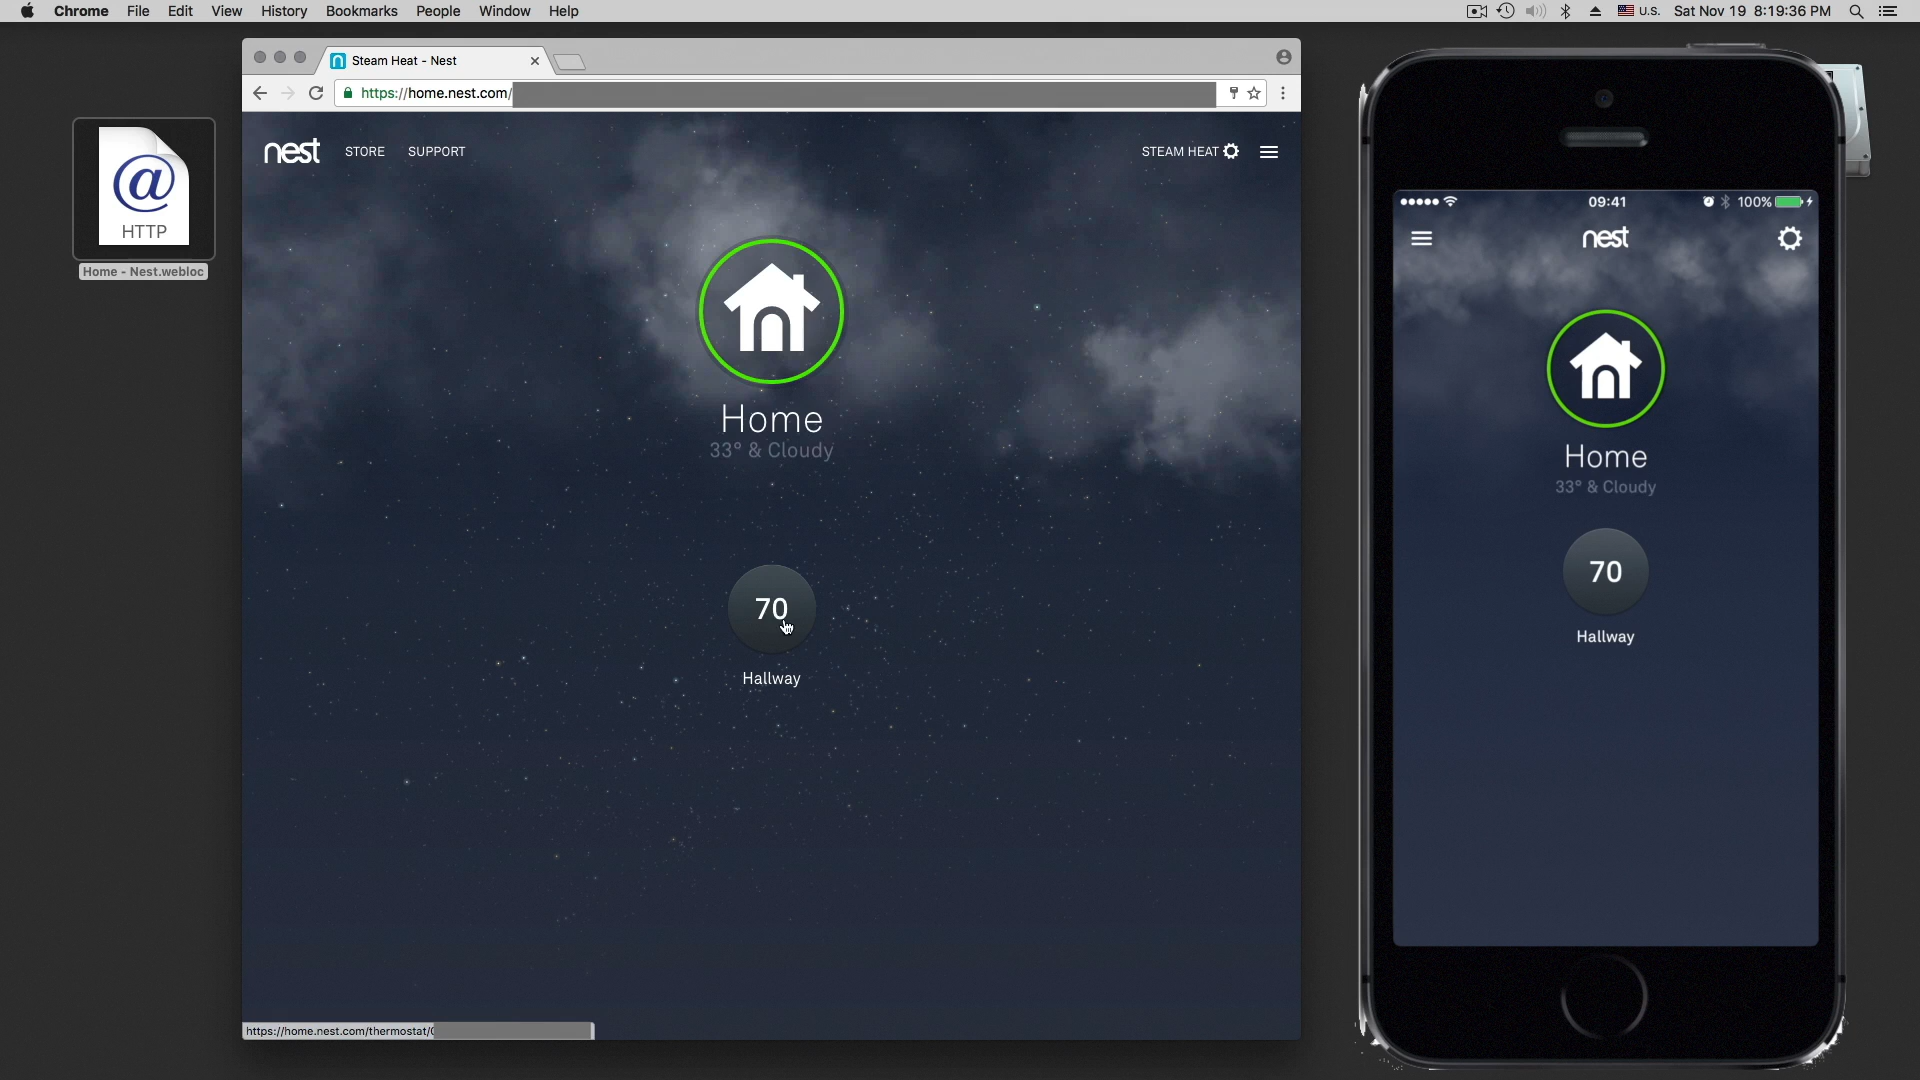 Chrome File Edit View History Bookmarks People Window Help
U.S. Sat Nov 19 8:19:36 PM
Steam Heat - Nest
https://home.nest.com/
@
HTTP
Home - Nest.webloc
nest STORE SUPPORT STEAM HEAT
Home
33° & Cloudy
70
Hallway
https://home.nest.com/thermostat/
09:41 100%
nest
Home
33° & Cloudy
70
Hallway